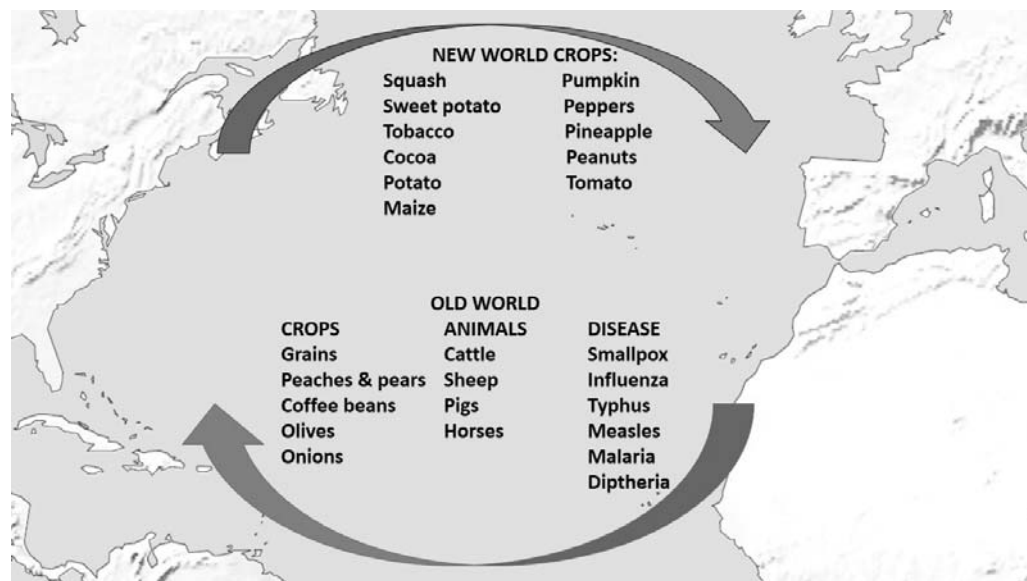 NEW WORLD CROPS:
Squash
Sweet potato
Tobacco
Cocoa
Potato
Maize
Pumpkin
Peppers
Pineapple
Peanuts
Tomato
OLD WORLD
CROPS
Grains
Peaches & pears
Coffee beans
Olives
Onions
ANIMALS
Cattle
Sheep
Pigs
Horses
DISEASE
Smallpox
Influenza
Typhus
Measles
Malaria
Diptheria